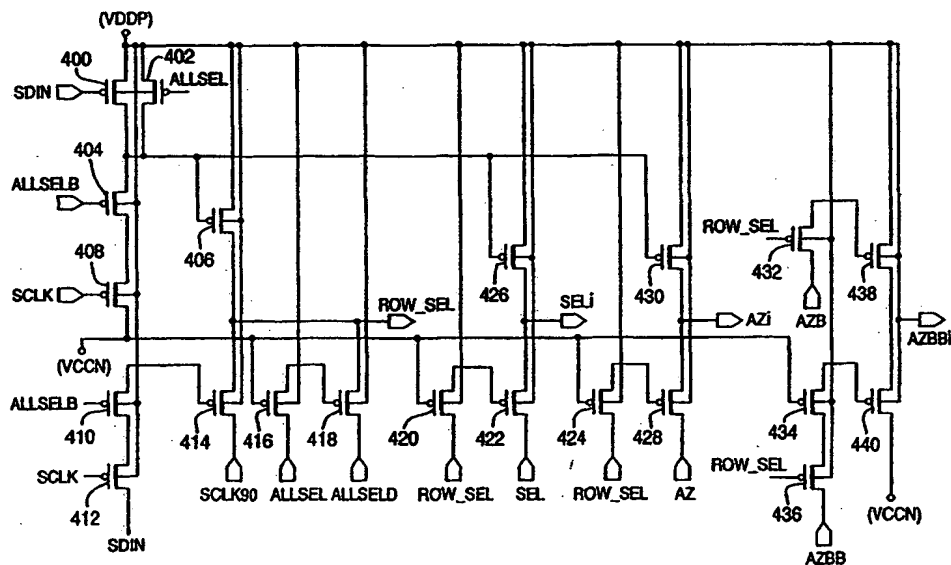 (VDDP)
400
402
SDIN
ALLSEL
404
ALLSELB
406
ROW_SEL
432
438
408
426
430
SCLK
ROW_SEL
SELi
AZi
AZB
AZBBi
(VCCN)
ALLSELB
410
414
416
418
420
422
424
428
434
440
SCLK
412
ROW_SEL
436
SCLK90
ALLSEL
ALLSELD
ROW_SEL
SEL
ROW_SEL
AZ
(VCCN)
SDIN
AZBB